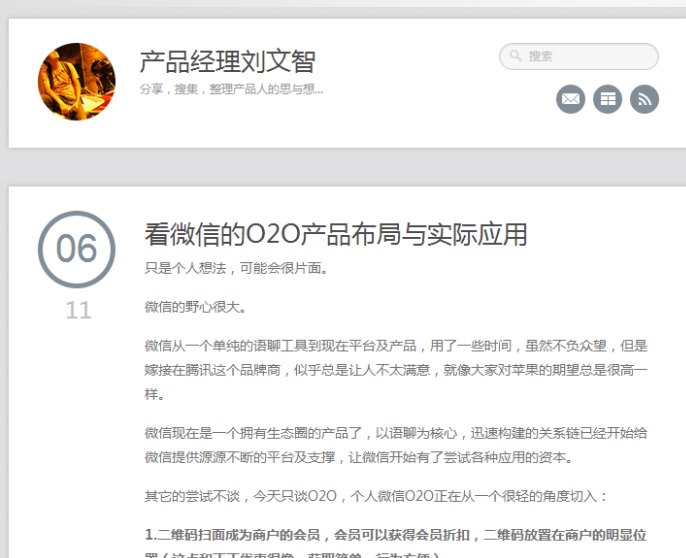 产品经理刘文智
分享，搜集，整理产品人的思与想...
搜索
06
11
看微信的O2O产品布局与实际应用
只是个人想法，可能会很片面。
微信的野心很大。
微信从一个单纯的语聊工具到现在平台及产品，用了一些时间，虽然不负众望，但是
嫁接在腾讯这个品牌商，似乎总是让人不太满意，就像大家对苹果的期望总是很高一
样。
微信现在是一个拥有生态圈的产品了，以语聊为核心，迅速构建的关系链已经开始给
微信提供源源不断的平台及支撑，让微信开始有了尝试各种应用的资本。
其它的尝试不谈，今天只谈O2O，个人微信O2O正在从一个很轻的角度切入：
1.二维码扫面成为商户的会员，会员可以获得会员折扣，二维码放置在商户的明显位